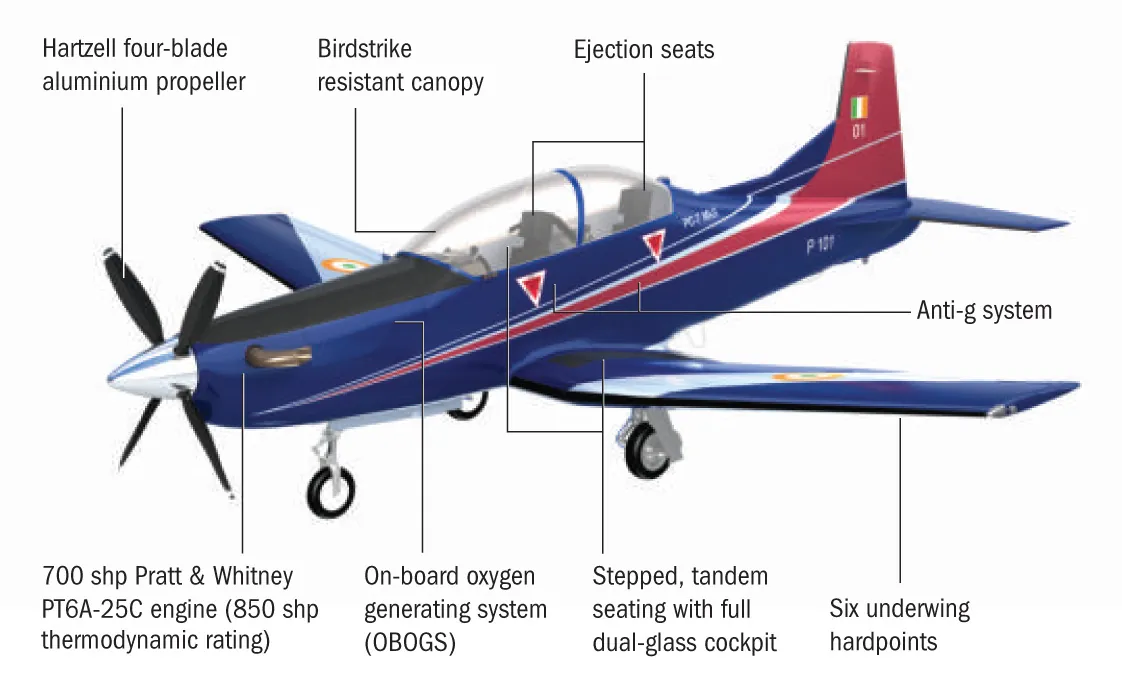 Hartzell four-blade
aluminium propeller
Birdstrike
resistant canopy
Ejection seats
01
PC-7 MkII
P 101
Anti-g system
700 shp Pratt & Whitney
PT6A-25C engine (850 shp
thermodynamic rating)
On-board oxygen
generating system
(OBOGS)
Stepped, tandem
seating with full
dual-glass cockpit
Six underwing
hardpoints